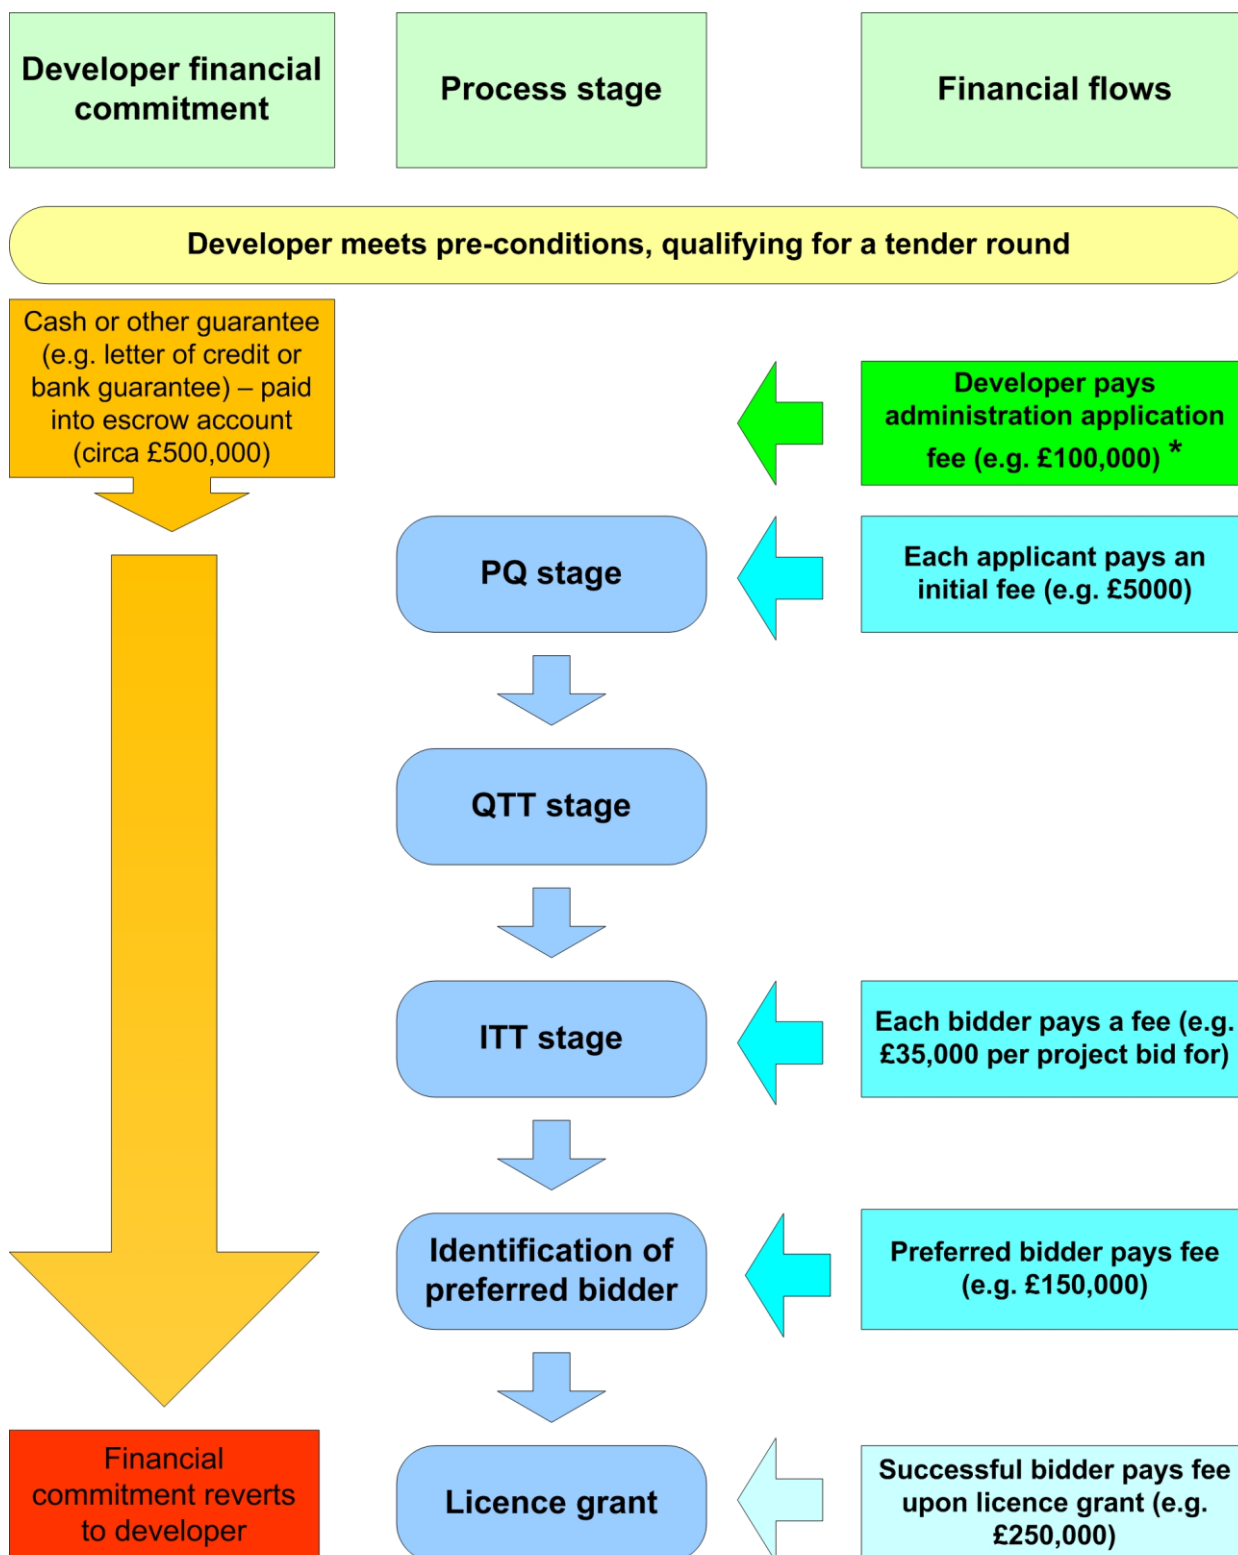 Developer financial
commitment
Process stage
Financial flows
Developer meets pre-conditions, qualifying for a tender round
Cash or other guarantee
(e.g. letter of credit or
bank guarantee) – paid
into escrow account
(circa £500,000)
Developer pays
administration application
fee (e.g. £100,000) *
PQ stage
Each applicant pays an
initial fee (e.g. £5000)
QTT stage
ITT stage
Each bidder pays a fee (e.g.
£35,000 per project bid for)
Identification of
preferred bidder
Preferred bidder pays fee
(e.g. £150,000)
Financial
commitment reverts
to developer
Licence grant
Successful bidder pays fee
upon licence grant (e.g.
£250,000)